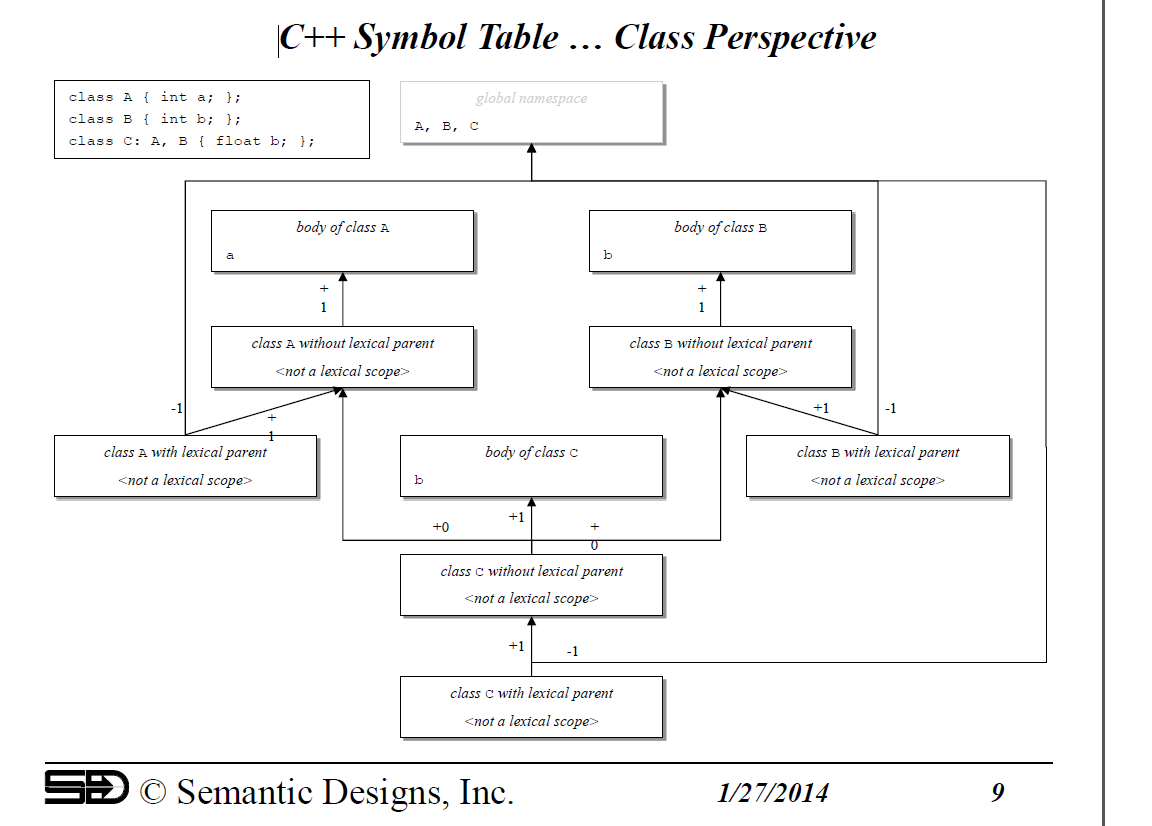 C++ Symbol Table … Class Perspective
class A { int a; };
class B { int b; };
class C: A, B { float b; };
global namespace
A, B, C
body of class A
a
body of class B
b
+
1
+
1
class A without lexical parent
<not a lexical scope>
class B without lexical parent
<not a lexical scope>
-1
+
1
+1
-1
class A with lexical parent
<not a lexical scope>
body of class C
b
class B with lexical parent
<not a lexical scope>
+0
+1
+
0
class C without lexical parent
<not a lexical scope>
+1
-1
class C with lexical parent
<not a lexical scope>
SD © Semantic Designs, Inc.
1/27/2014
9